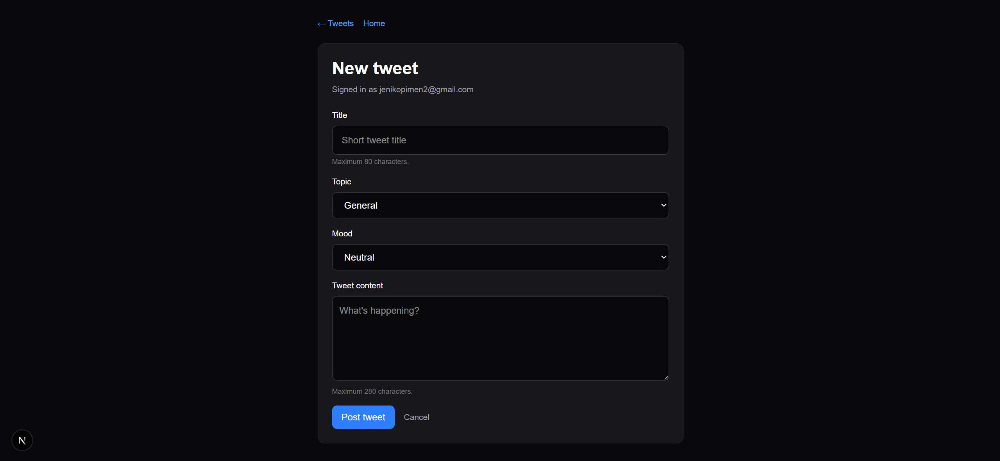 ← Tweets Home
New tweet
Signed in as jenikopimen2@gmail.com
Title
Short tweet title
Maximum 80 characters.
Topic
General
Mood
Neutral
Tweet content
What's happening?
Maximum 280 characters.
Post tweet Cancel
N